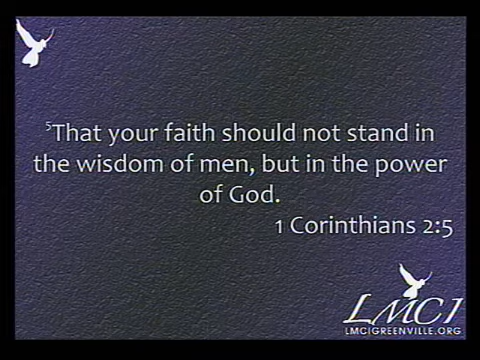 ⁵That your faith should not stand in
the wisdom of men, but in the power
of God.
1 Corinthians 2:5
LMCI
LMCIGREENVILLE.ORG